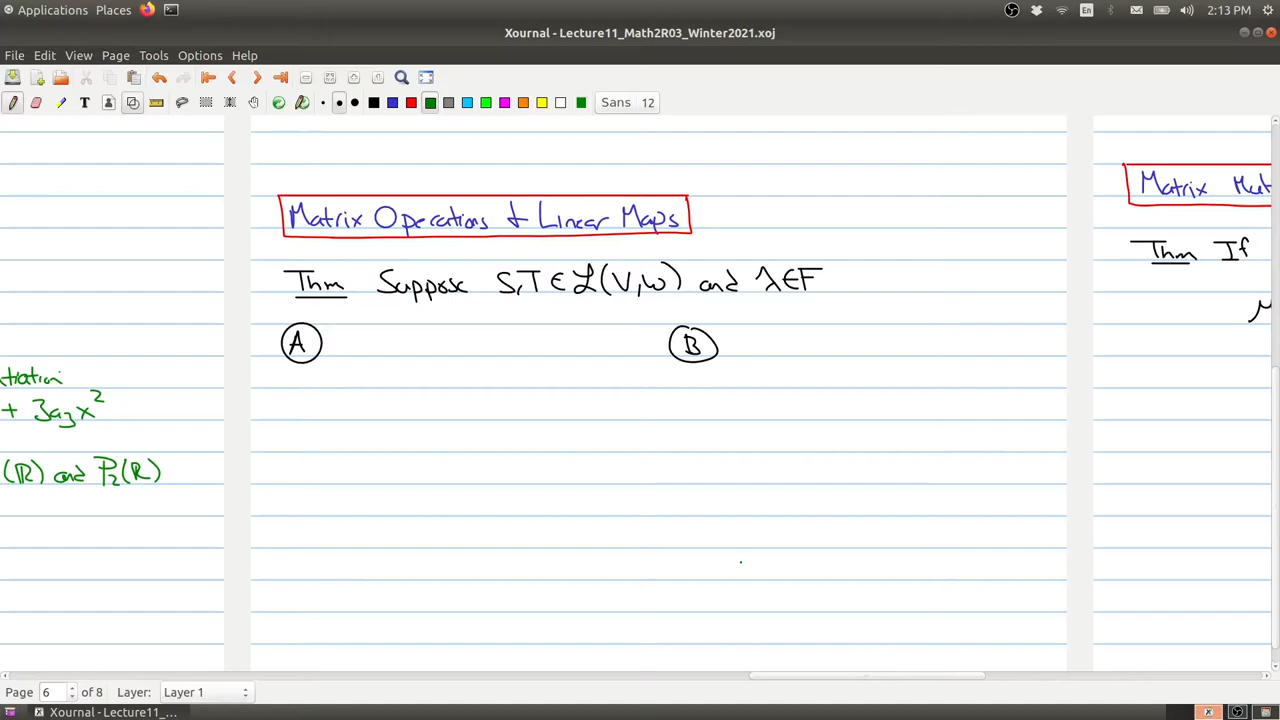 Applications Places En 2:13 PM
Xournal - Lecture11_Math2R03_Winter2021.xoj
File Edit View Page Tools Options Help
T Sans 12
Matrix Operations & Linear Maps
Thm Suppose S,T ∈ ℒ(V,W) and λ∈F
A B
+ 3a₃x²
(ℝ) and P₂(ℝ)
Matrix
Thm If
Page 6 of 8 Layer: Layer 1
Xournal - Lecture11_...